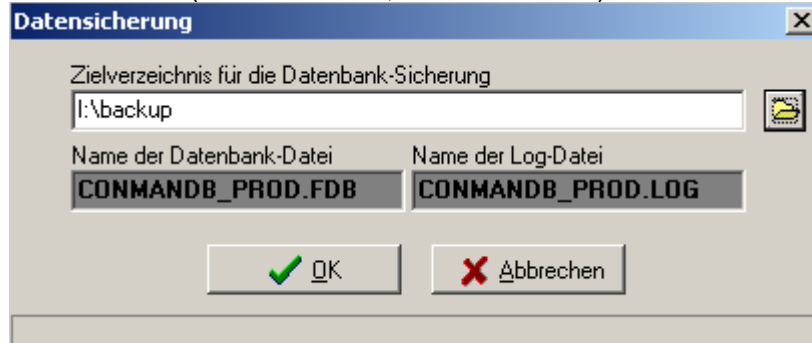 Datensicherung
Zielverzeichnis für die Datenbank-Sicherung
I:\backup
Name der Datenbank-Datei Name der Log-Datei
CONMANDB_PROD.FDB CONMANDB_PROD.LOG
OK Abbrechen